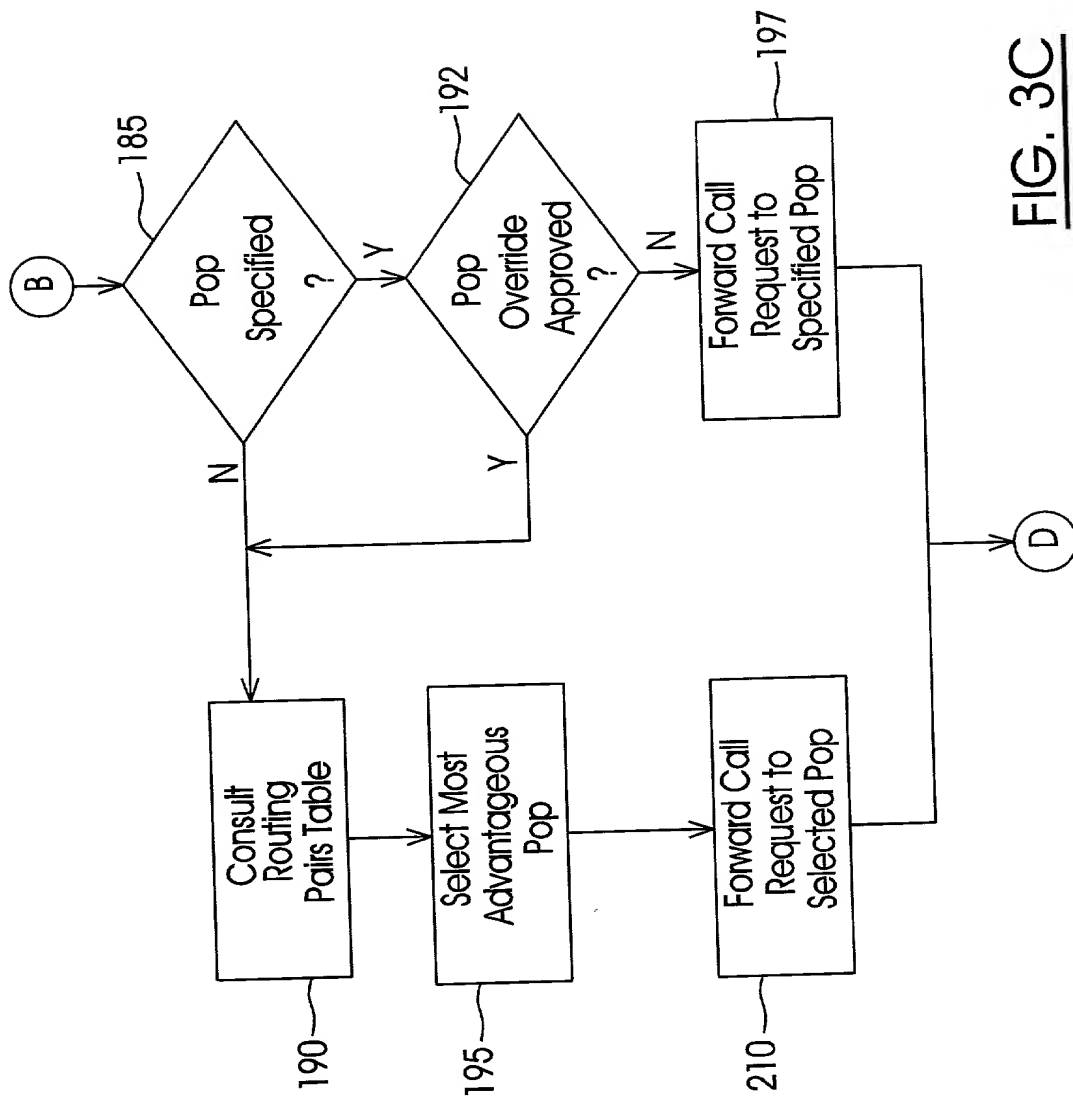 B
185
Pop
Specified
?
N
Y
192
Pop
Override
Approved
?
Y
N
197
Forward Call
Request to
Specified Pop
Consult
Routing
Pairs Table
190
Select Most
Advantageous
Pop
195
Forward Call
Request to
Selected Pop
210
D
FIG. 3C